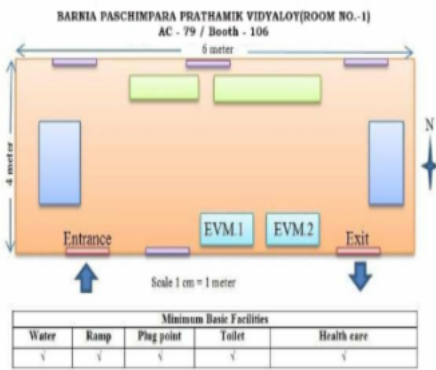 BARNIA PASCHIMPARA PRATHAMIK VIDYALOY(ROOM NO.-1)
AC - 79 / Booth - 106
6 meter
4 meter
N
EVM.1 EVM.2
Entrance Exit
Scale 1 cm = 1 meter
Minimum Basic Facilities
Water Ramp Plug point Toilet Health care
√ √ √ √ √